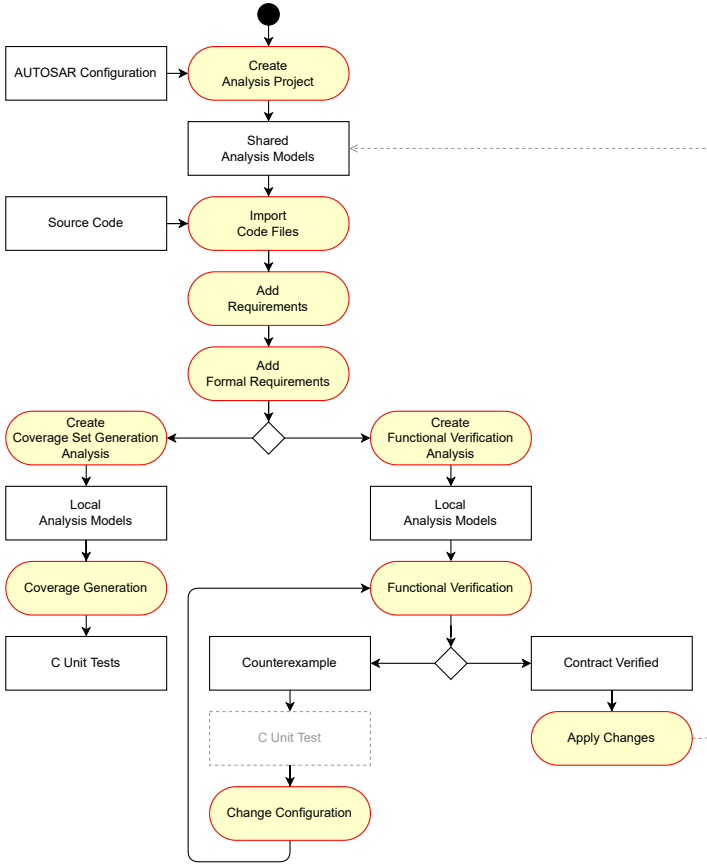 Create
Analysis Project
AUTOSAR Configuration
Shared
Analysis Models
Source Code
Import
Code Files
Add
Requirements
Add
Formal Requirements
Create
Coverage Set Generation
Analysis
Create
Functional Verification
Analysis
Local
Analysis Models
Local
Analysis Models
Coverage Generation
Functional Verification
C Unit Tests
Counterexample
Contract Verified
C Unit Test
Apply Changes
Change Configuration